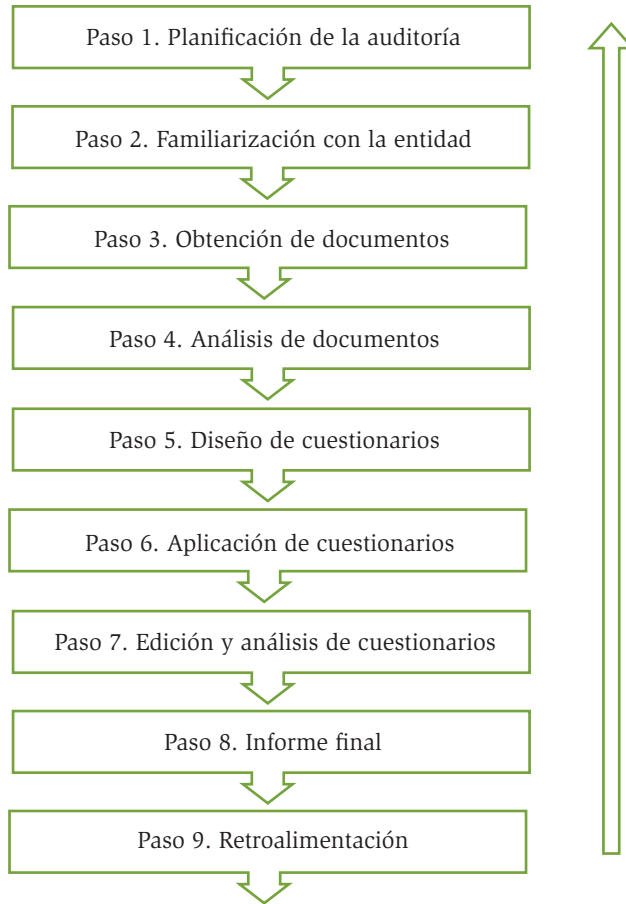 Paso 1. Planificación de la auditoría
Paso 2. Familiarización con la entidad
Paso 3. Obtención de documentos
Paso 4. Análisis de documentos
Paso 5. Diseño de cuestionarios
Paso 6. Aplicación de cuestionarios
Paso 7. Edición y análisis de cuestionarios
Paso 8. Informe final
Paso 9. Retroalimentación